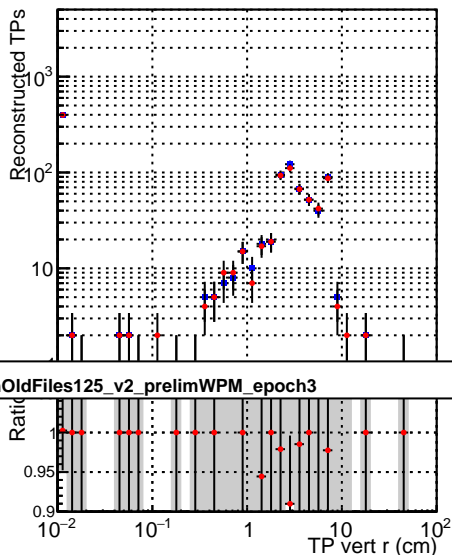 Reconstructed TPs
10³
10²
10
OldFiles125_v2_prelimWPM_epoch3
Ratio
1
0.95
0.9
10⁻² 10⁻¹ 1 10 10²
TP vert r (cm)